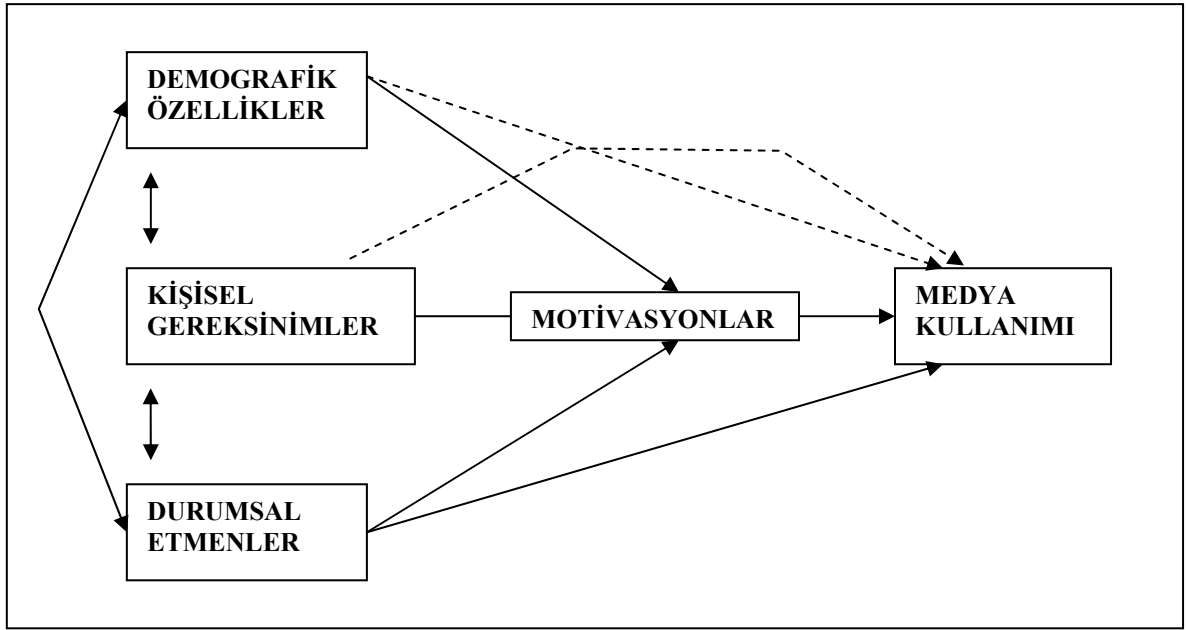 DEMOGRAFİK
ÖZELLİKLER
KİŞİSEL
GEREKSİNİMLER
MOTİVASYONLAR
MEDYA
KULLANIMI
DURUMSAL
ETMENLER